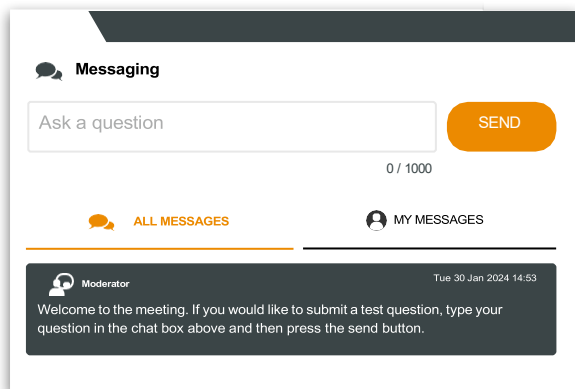 Messaging
Ask a question
SEND
0 / 1000
ALL MESSAGES
MY MESSAGES
Moderator
Tue 30 Jan 2024 14:53
Welcome to the meeting. If you would like to submit a test question, type your
question in the chat box above and then press the send button.